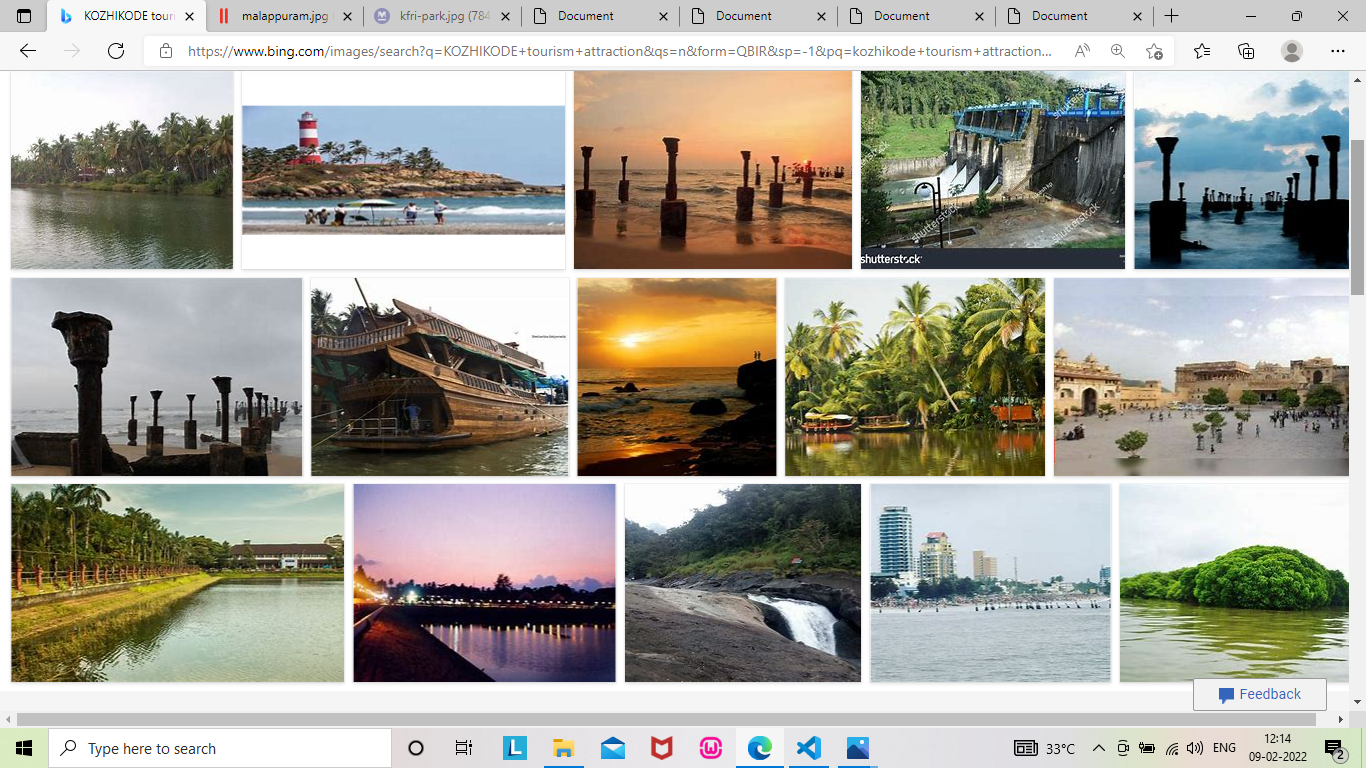 KOZHIKODE touri
malappuram.jpg
kfri-park.jpg (784
Document
Document
Document
Document
https://www.bing.com/images/search?q=KOZHIKODE+tourism+attraction&qs=n&form=QBIR&sp=-1&pq=kozhikode+tourism+attraction...
shutterstock
shutterstock
shutterstock
shutterstock
Feedback
Type here to search
33°C
ENG
12:14
09-02-2022
2